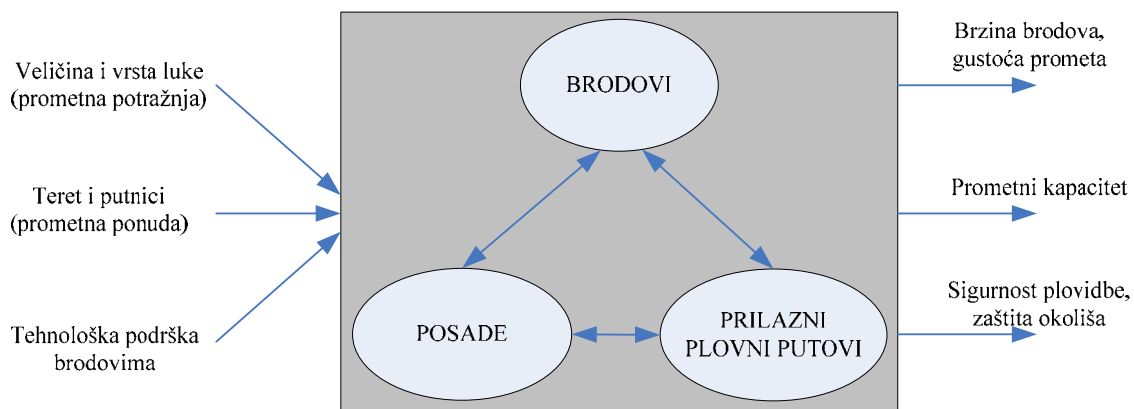 Veličina i vrsta luke
(prometna potražnja)
Teret i putnici
(prometna ponuda)
Tehnološka podrška
brodovima
BRODOVI
POSADE
PRILAZNI
PLOVNI PUTOVI
Brzina brodova,
gustoća prometa
Prometni kapacitet
Sigurnost plovidbe,
zaštita okoliša